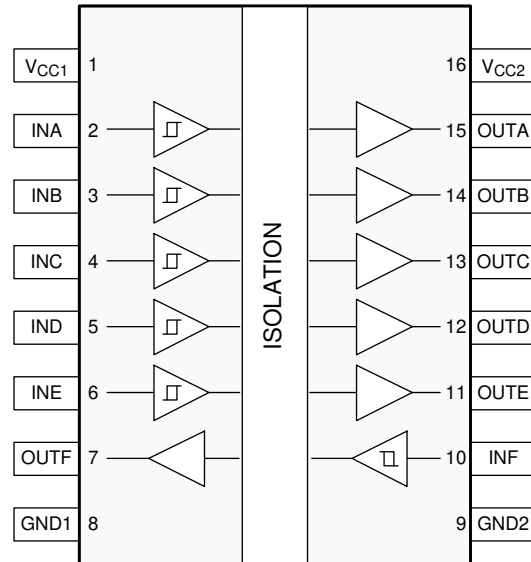 VCC1 1 16 VCC2
INA 2 15 OUTA
INB 3 14 OUTB
INC 4 13 OUTC
IND 5 12 OUTD
INE 6 11 OUTE
OUTF 7 10 INF
GND1 8 9 GND2
ISOLATION